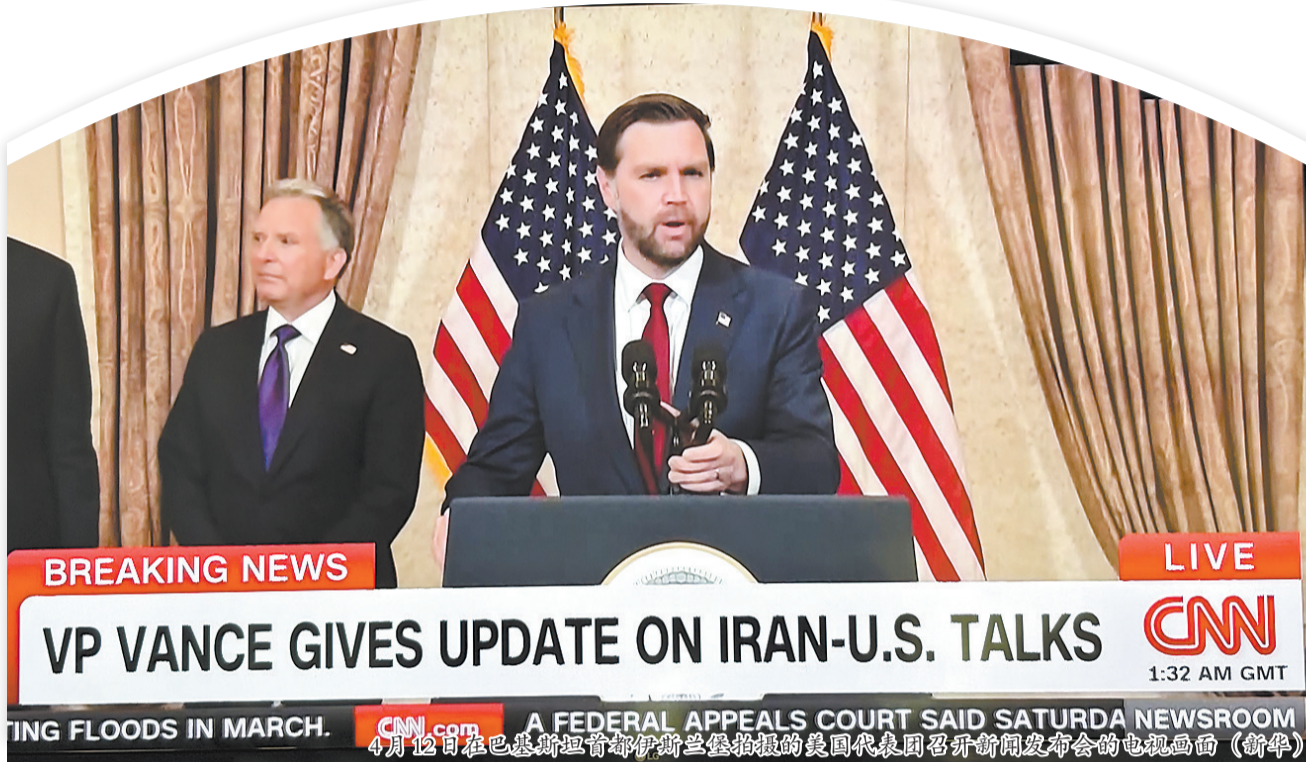 BREAKING NEWS
LIVE
VP VANCE GIVES UPDATE ON IRAN-U.S. TALKS
CNN
1:32 AM GMT
TING FLOODS IN MARCH. CNN.com A FEDERAL APPEALS COURT SAID SATURDA NEWSROOM
4月12日在巴基斯坦首都伊斯兰堡拍摄的美国代表团召开新闻发布会的电视画面（新华）
LG